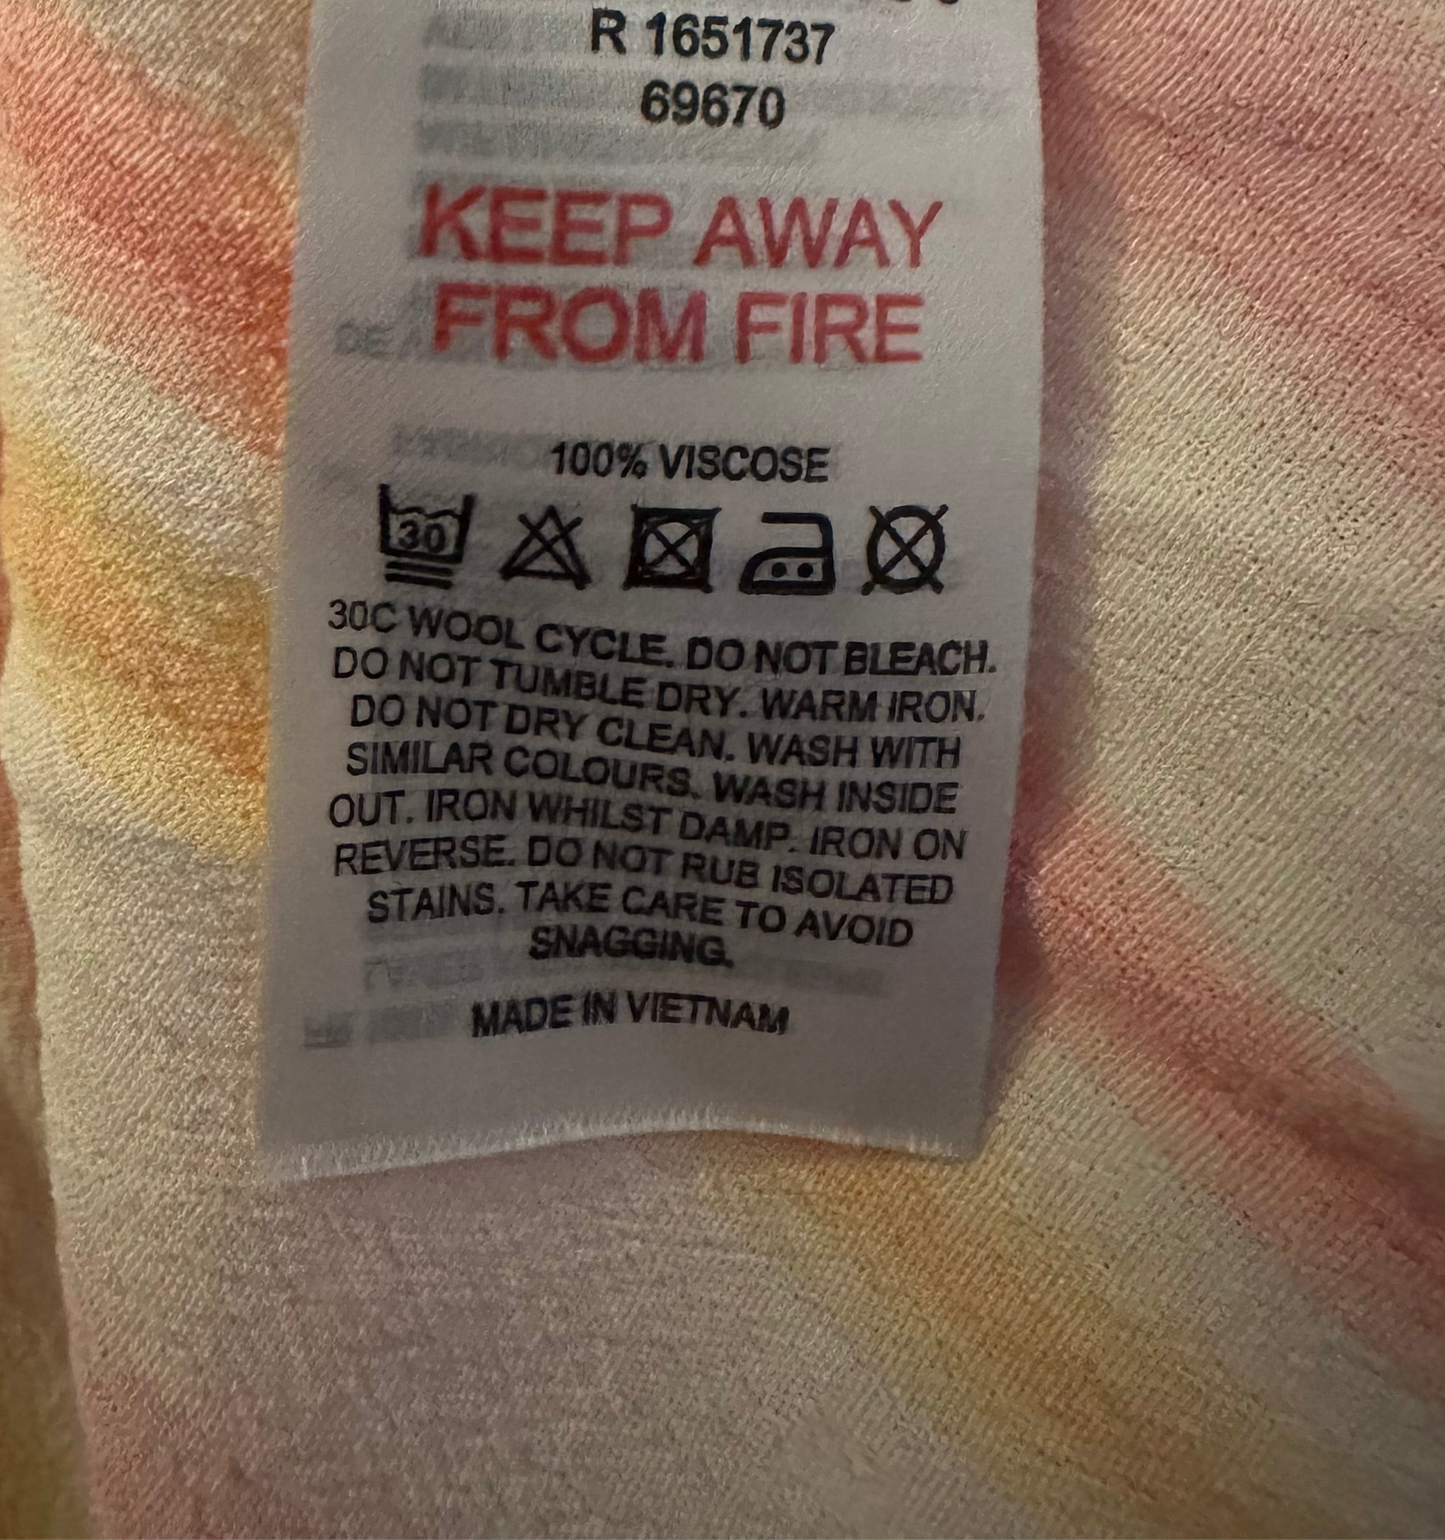 R 1651737
69670
KEEP AWAY
FROM FIRE
DE
100% VISCOSE
30
30C WOOL CYCLE. DO NOT BLEACH.
DO NOT TUMBLE DRY. WARM IRON.
DO NOT DRY CLEAN. WASH WITH
SIMILAR COLOURS. WASH INSIDE
OUT. IRON WHILST DAMP. IRON ON
REVERSE. DO NOT RUB ISOLATED
STAINS. TAKE CARE TO AVOID
SNAGGING.
MADE IN VIETNAM